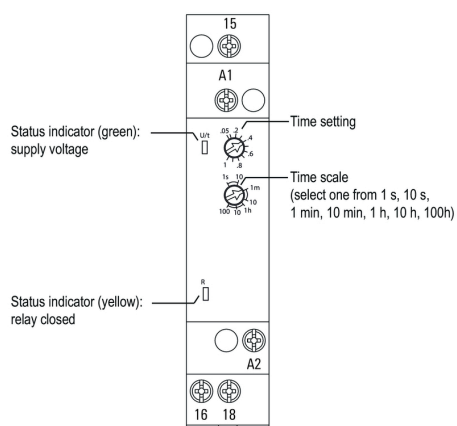 15
A1
Status indicator (green):
supply voltage
U/t
.05 .2 .4 .6 .8 1
Time setting
1s 10 1m 10 1h 10 100
Time scale
(select one from 1 s, 10 s,
1 min, 10 min, 1 h, 10 h, 100h)
R
Status indicator (yellow):
relay closed
A2
16 18